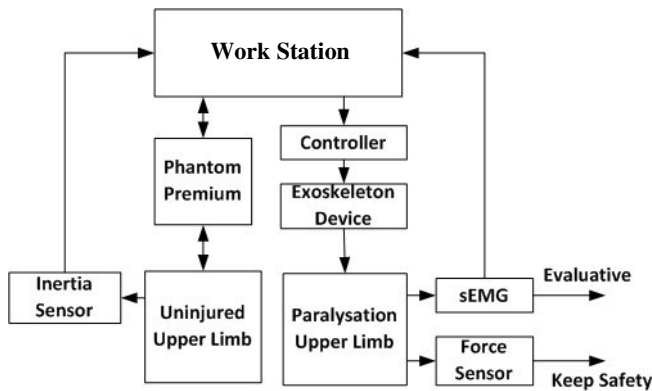 Work Station
Phantom
Premium
Controller
Exoskeleton
Device
Inertia
Sensor
Uninjured
Upper Limb
Paralysation
Upper Limb
sEMG
Evaluative
Force
Sensor
Keep Safety